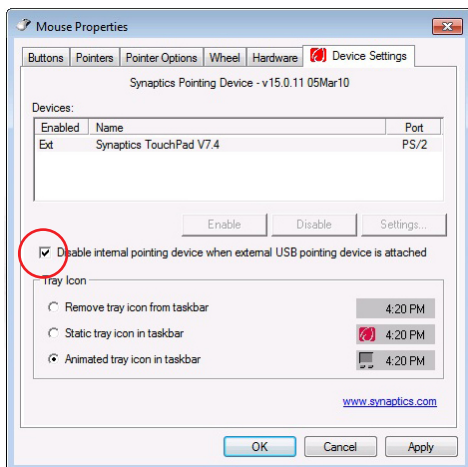 Mouse Properties
Buttons Pointers Pointer Options Wheel Hardware Device Settings
Synaptics Pointing Device - v15.0.11 05Mar10
Devices:
Enabled Name Port
Ext Synaptics TouchPad V7.4 PS/2
Enable Disable Settings...
Disable internal pointing device when external USB pointing device is attached
Tray Icon
Remove tray icon from taskbar 4:20 PM
Static tray icon in taskbar 4:20 PM
Animated tray icon in taskbar 4:20 PM
www.synaptics.com
OK Cancel Apply